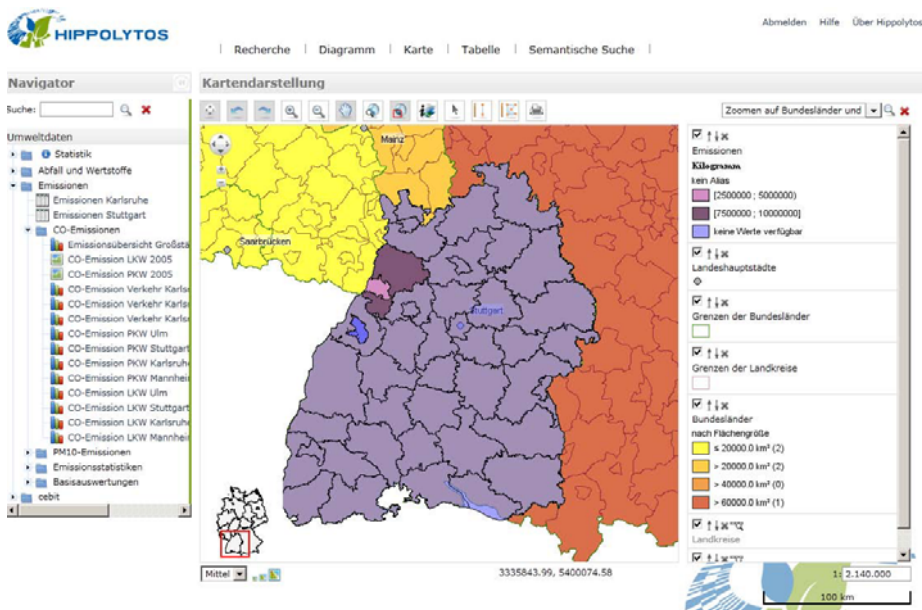 HIPPOLYTOS
Abmelden Hilfe Über Hippolytos
Recherche | Diagramm | Karte | Tabelle | Semantische Suche |
Navigator
Kartendarstellung
Suche:
Zoomen auf Bundesländer und
Umweltdaten
Statistik
Abfall und Wertstoffe
Emissionen
Emissionen Karlsruhe
Emissionen Stuttgart
CO-Emissionen
Emissionsübersicht Großstä
CO-Emission LKW 2005
CO-Emission PKW 2005
CO-Emission Verkehr Karls
CO-Emission Verkehr Karls
CO-Emission Verkehr Karls
CO-Emission PKW Ulm
CO-Emission PKW Stuttgart
CO-Emission PKW Karlsruh
CO-Emission PKW Mannhei
CO-Emission LKW Ulm
CO-Emission LKW Stuttgart
CO-Emission LKW Karlsruh
CO-Emission LKW Mannhei
PM10-Emissionen
Emissionsstatistiken
Basisauswertungen
cebit
Mainz
Saarbrücken
Stuttgart
Emissionen
Kilogramm
kein Alias
[2500000 ; 5000000)
[7500000 ; 10000000]
keine Werte verfügbar
Landeshauptstädte
Grenzen der Bundesländer
Grenzen der Landkreise
Bundesländer
nach Flächengröße
≤ 20000.0 km² (2)
> 20000.0 km² (2)
> 40000.0 km² (0)
> 60000.0 km² (1)
Landkreise
Mittel
3335843.99, 5400074.58
1: 2.140.000
100 km